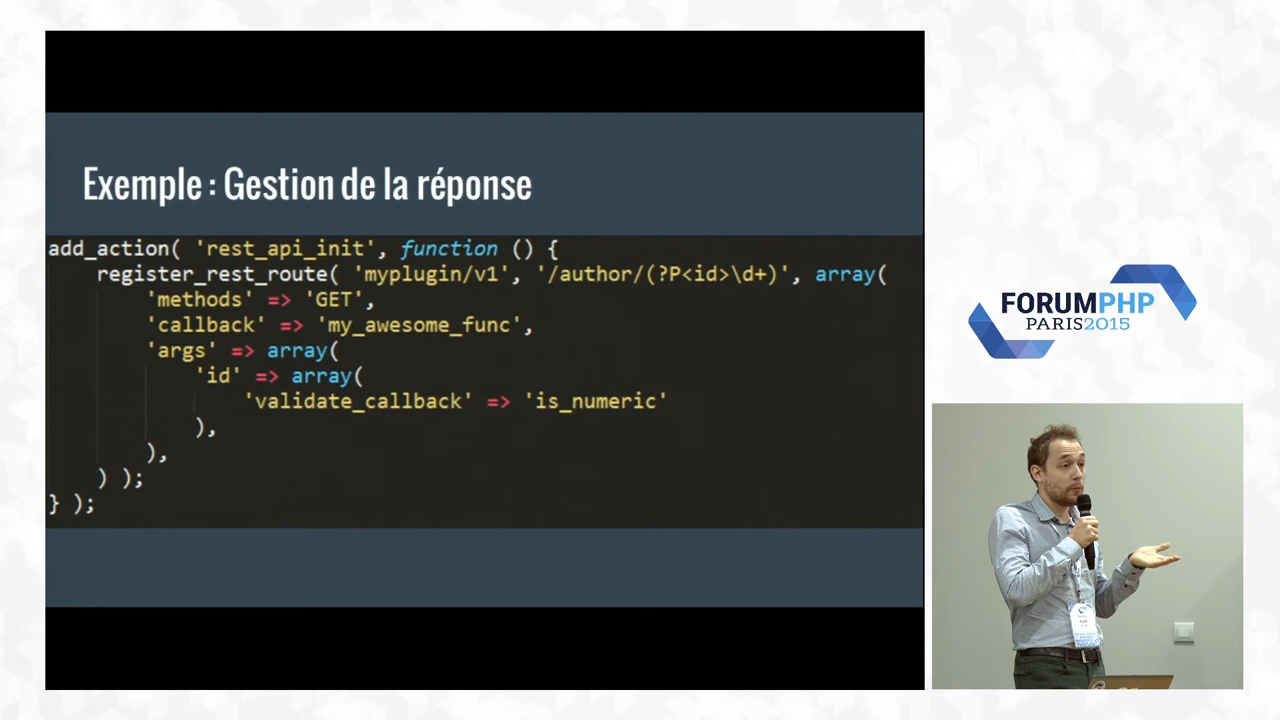 Exemple : Gestion de la réponse
add_action( 'rest_api_init', function () {
    register_rest_route( 'myplugin/v1', '/author/(?P<id>\d+)', array(
        'methods' => 'GET',
        'callback' => 'my_awesome_func',
        'args' => array(
            'id' => array(
                'validate_callback' => 'is_numeric'
            ),
        ),
    ) );
} );
FORUMPHP
PARIS2015